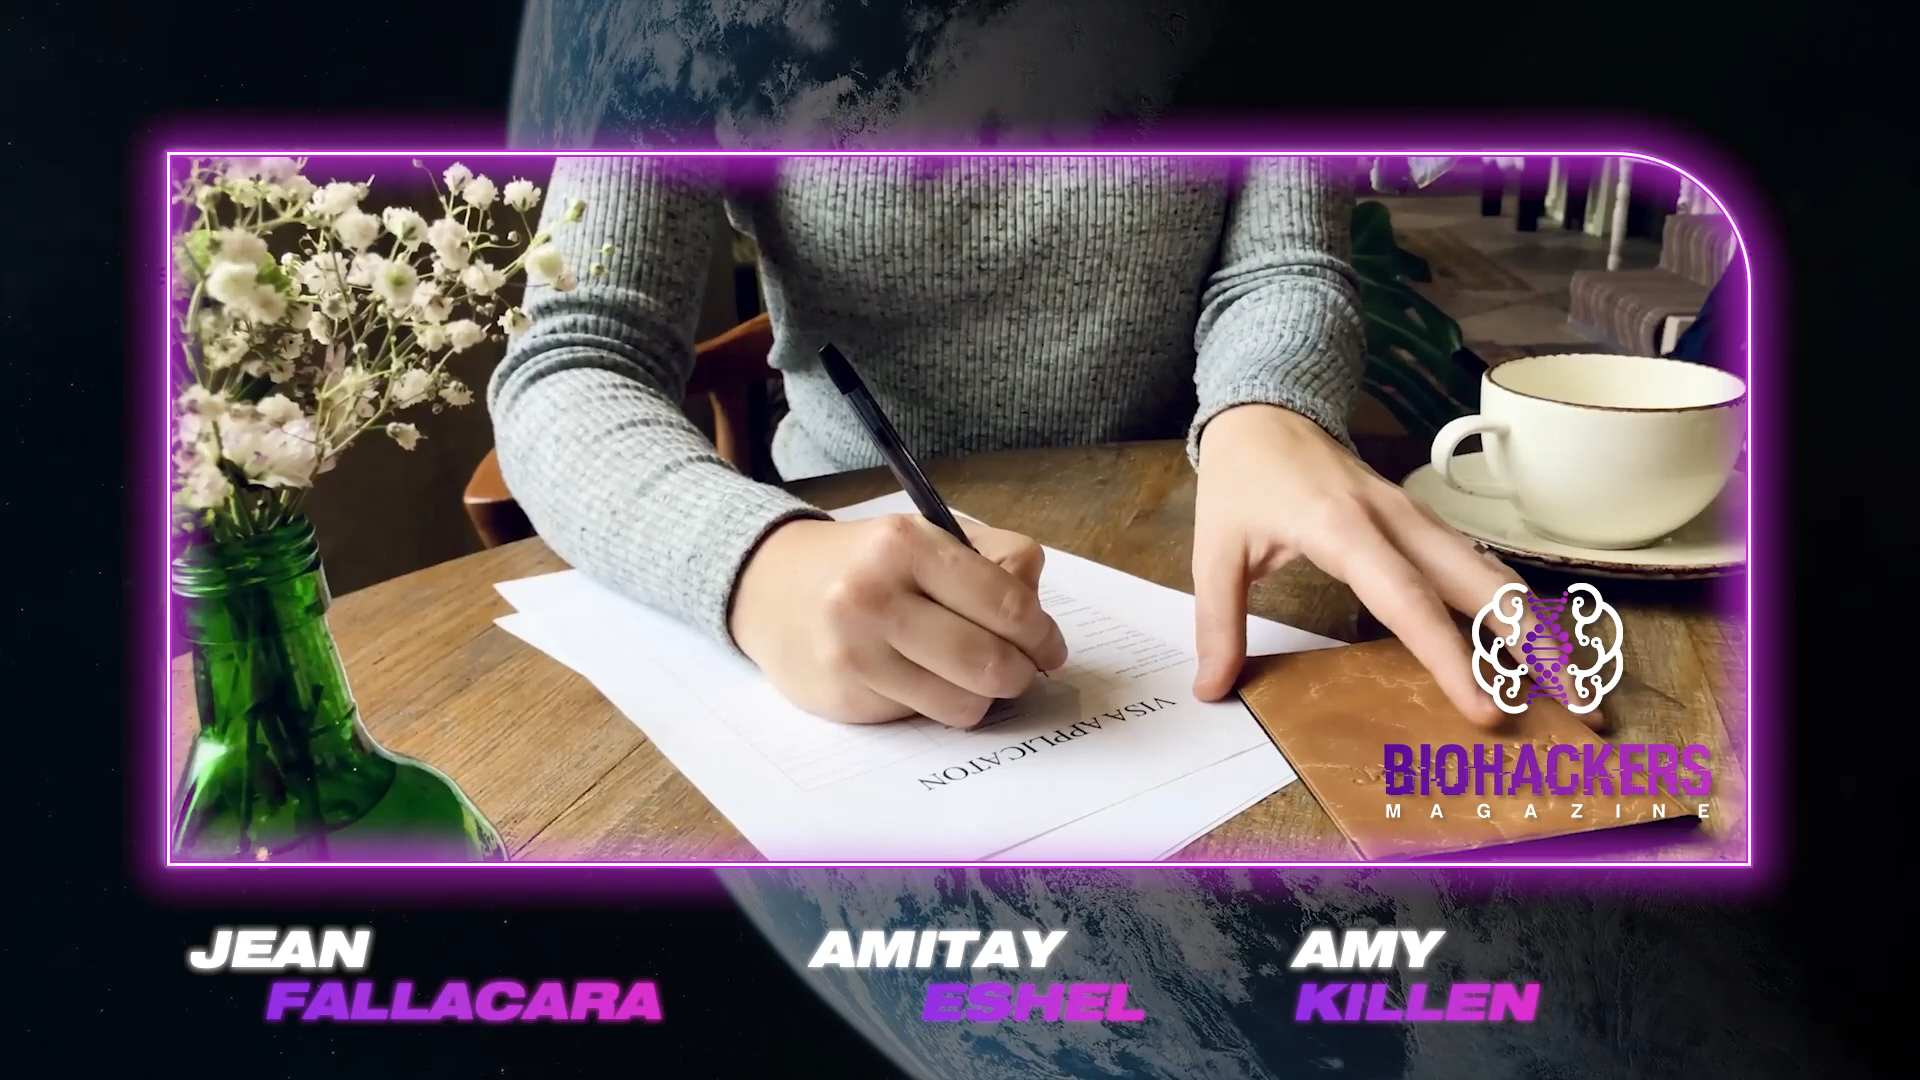 VISA APPLICATION
BIOHACKERS
MAGAZINE
JEAN
FALLACARA
AMITAY
ESHEL
AMY
KILLEN